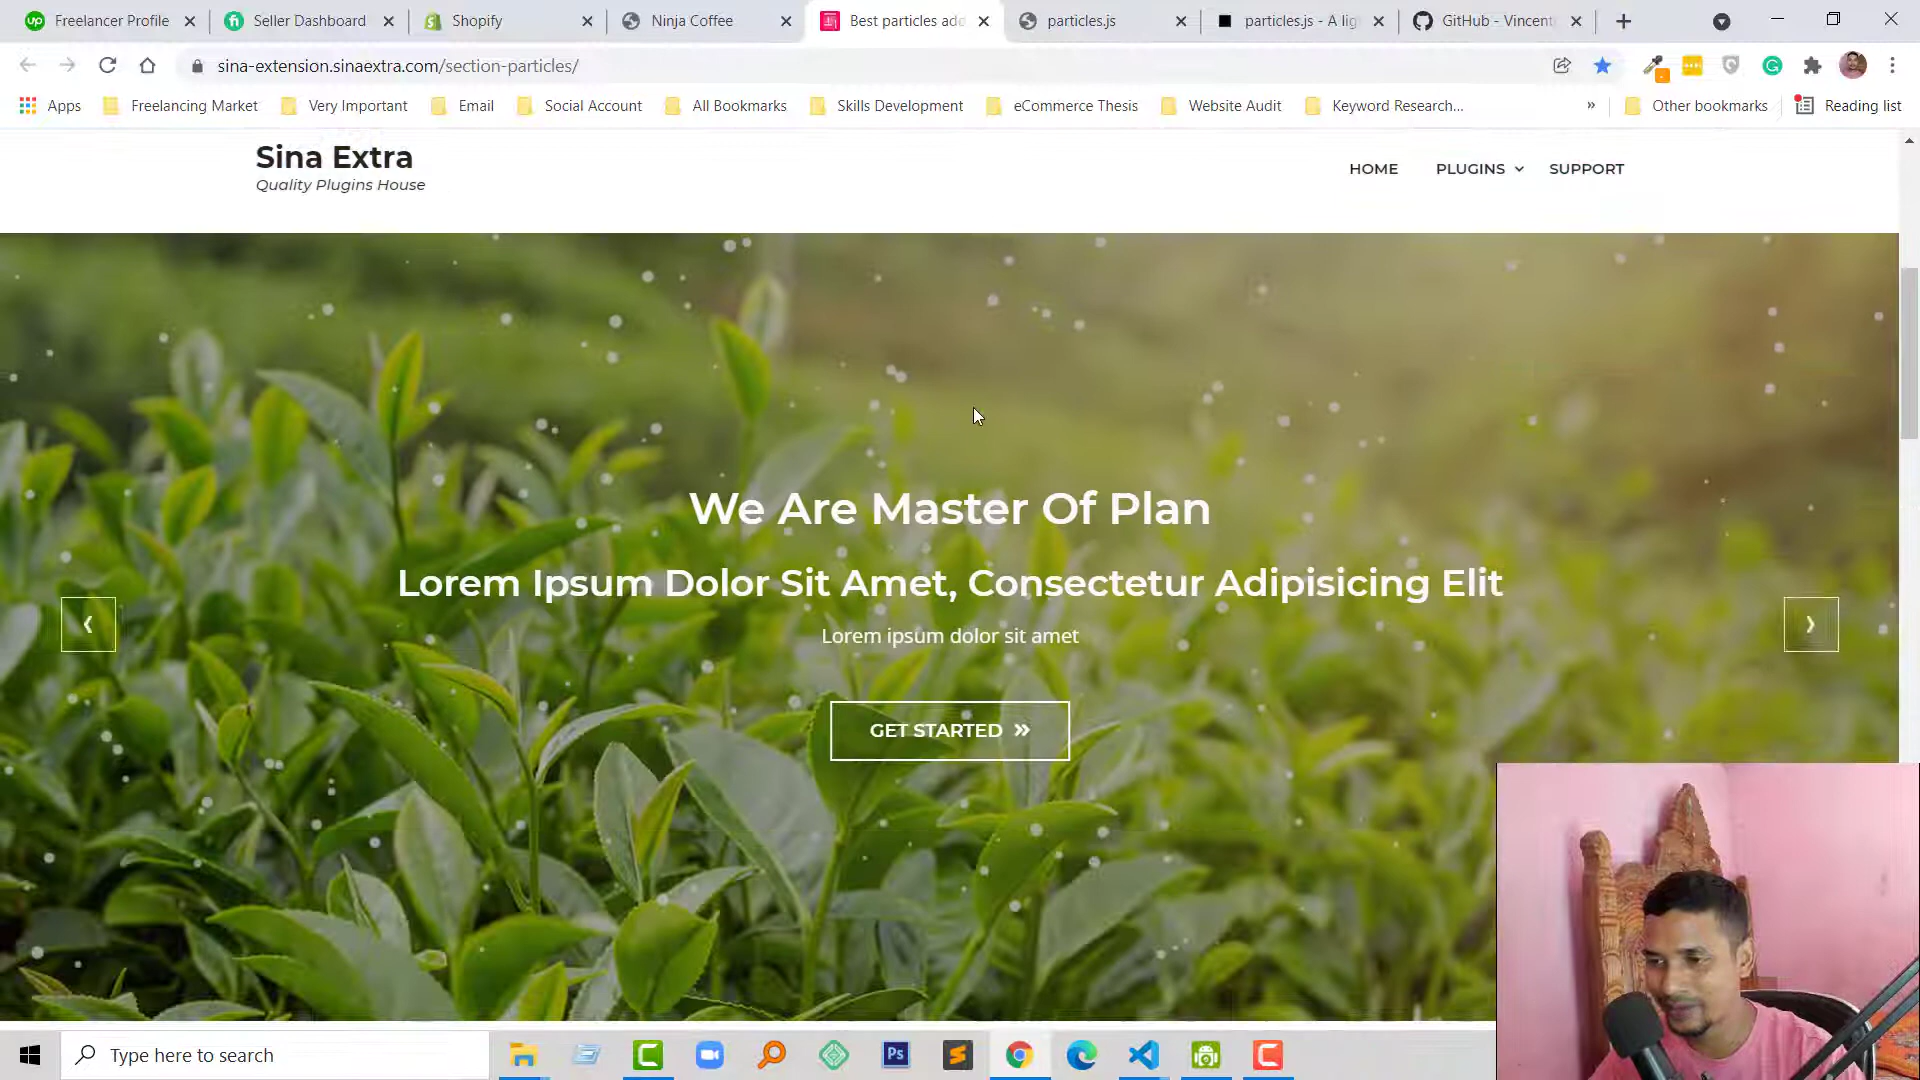 Freelancer Profile
Seller Dashboard
Shopify
Ninja Coffee
Best particles ad
particles.js
particles.js - A lig
GitHub - Vincent
sina-extension.sinaextra.com/section-particles/
Apps
Freelancing Market
Very Important
Email
Social Account
All Bookmarks
Skills Development
eCommerce Thesis
Website Audit
Keyword Research...
»
Other bookmarks
Reading list
Sina Extra
Quality Plugins House
HOME
PLUGINS
SUPPORT
We Are Master Of Plan
Lorem Ipsum Dolor Sit Amet, Consectetur Adipisicing Elit
Lorem ipsum dolor sit amet
GET STARTED »
Type here to search